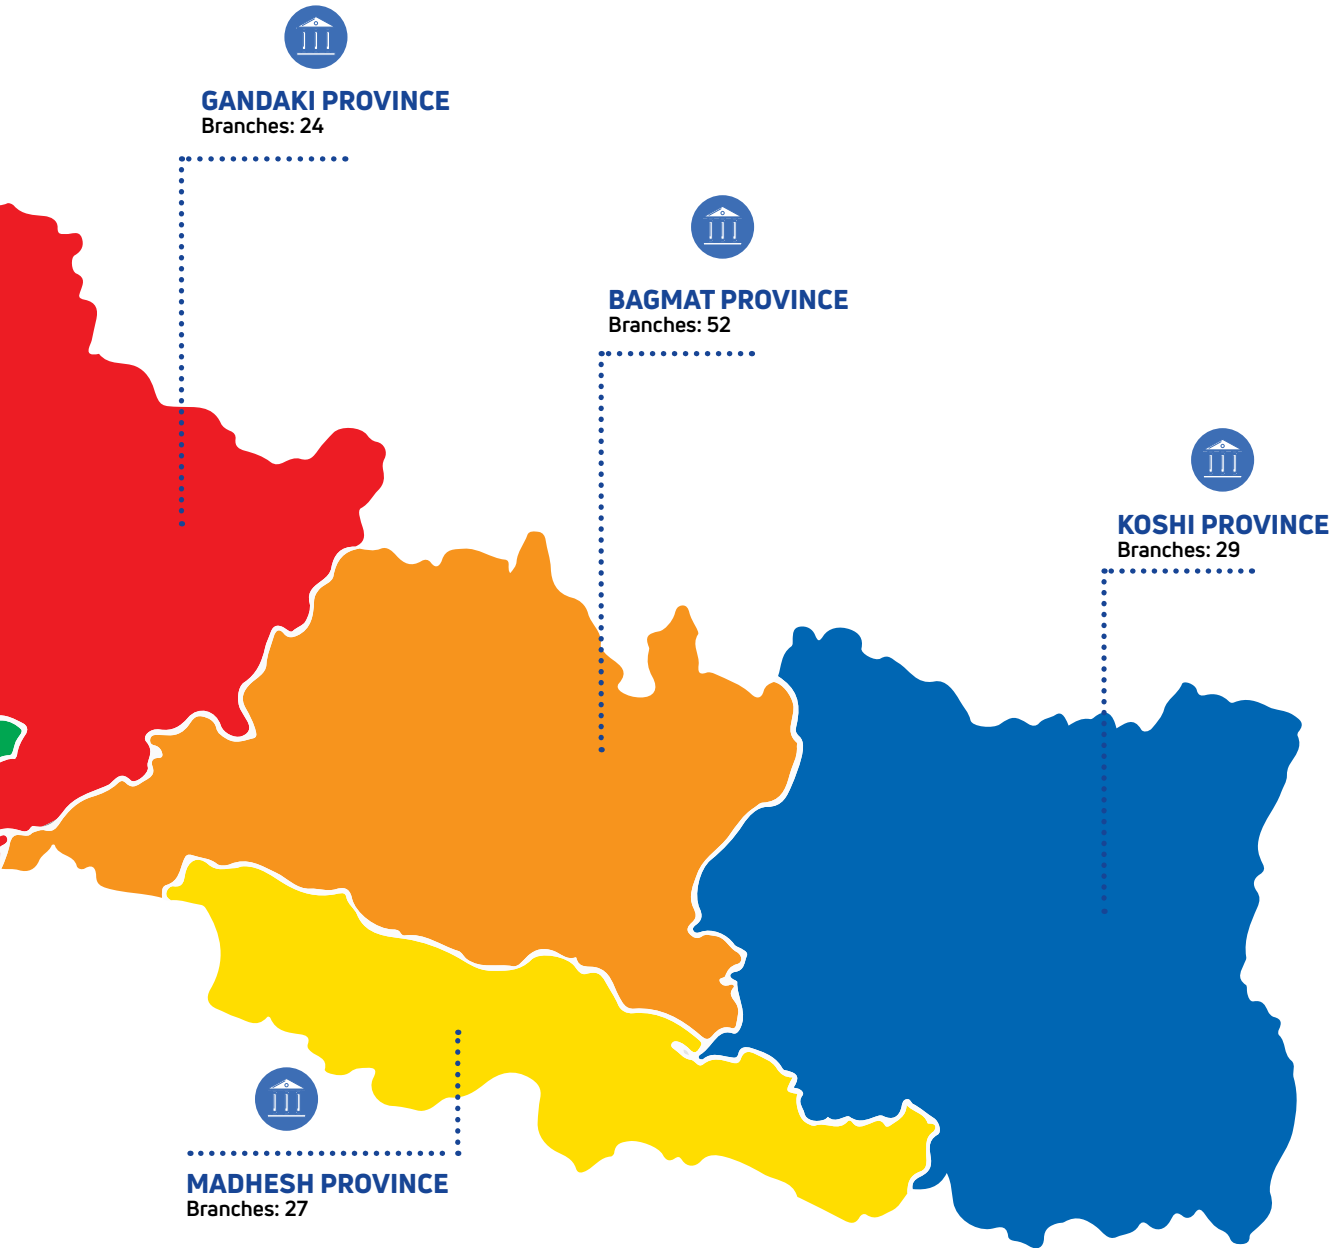 GANDAKI PROVINCE
Branches: 24
BAGMAT PROVINCE
Branches: 52
KOSHI PROVINCE
Branches: 29
MADHESH PROVINCE
Branches: 27